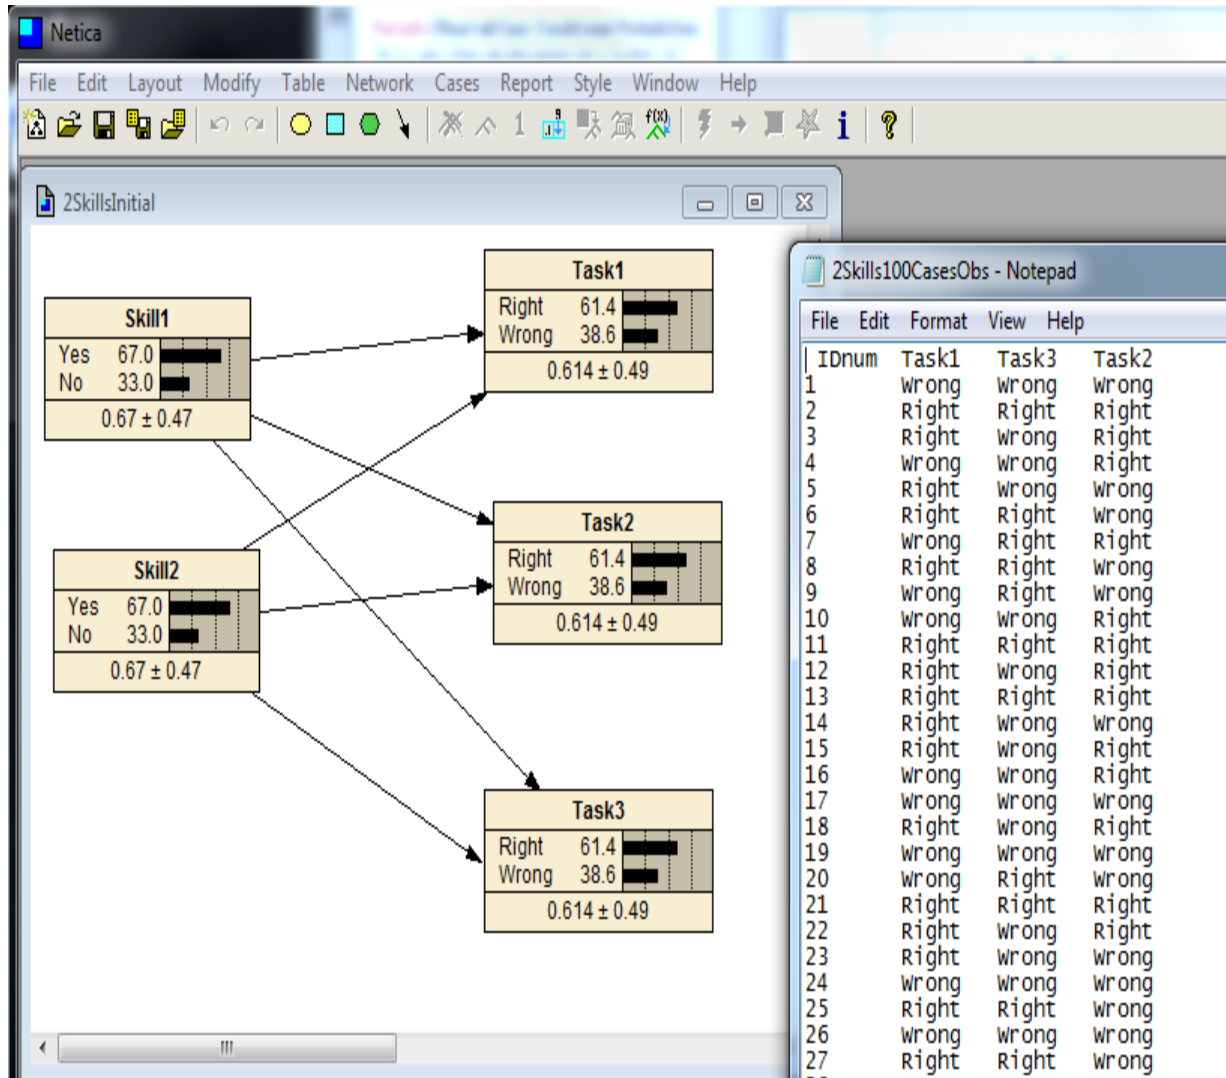 Netica
File Edit Layout Modify Table Network Cases Report Style Window Help
2SkillsInitial
Skill1
Yes 67.0
No 33.0
0.67 ± 0.47
Skill2
Yes 67.0
No 33.0
0.67 ± 0.47
Task1
Right 61.4
Wrong 38.6
0.614 ± 0.49
Task2
Right 61.4
Wrong 38.6
0.614 ± 0.49
Task3
Right 61.4
Wrong 38.6
0.614 ± 0.49
2Skills100CasesObs - Notepad
File Edit Format View Help
IDnum Task1 Task3 Task2
1 Wrong Wrong Wrong
2 Right Right Right
3 Right Wrong Right
4 Wrong Wrong Right
5 Right Wrong Wrong
6 Right Right Wrong
7 Wrong Right Right
8 Right Right Wrong
9 Wrong Right Wrong
10 Wrong Wrong Right
11 Right Right Right
12 Right Wrong Right
13 Right Right Right
14 Right Wrong Wrong
15 Right Wrong Right
16 Wrong Wrong Right
17 Wrong Wrong Wrong
18 Right Wrong Right
19 Wrong Wrong Wrong
20 Wrong Right Wrong
21 Right Right Right
22 Right Wrong Right
23 Right Wrong Wrong
24 Wrong Wrong Wrong
25 Right Right Wrong
26 Wrong Wrong Wrong
27 Right Right Wrong